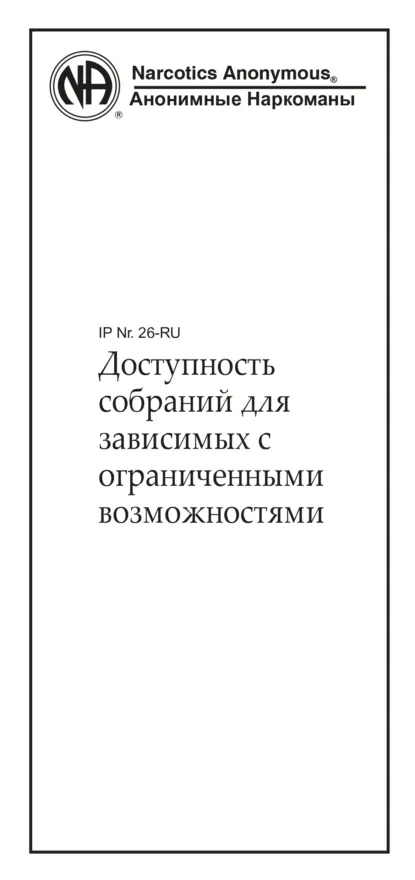 NA
®
Narcotics Anonymous®
Анонимные Наркоманы
IP Nr. 26-RU
Доступность
собраний для
зависимых с
ограниченными
возможностями